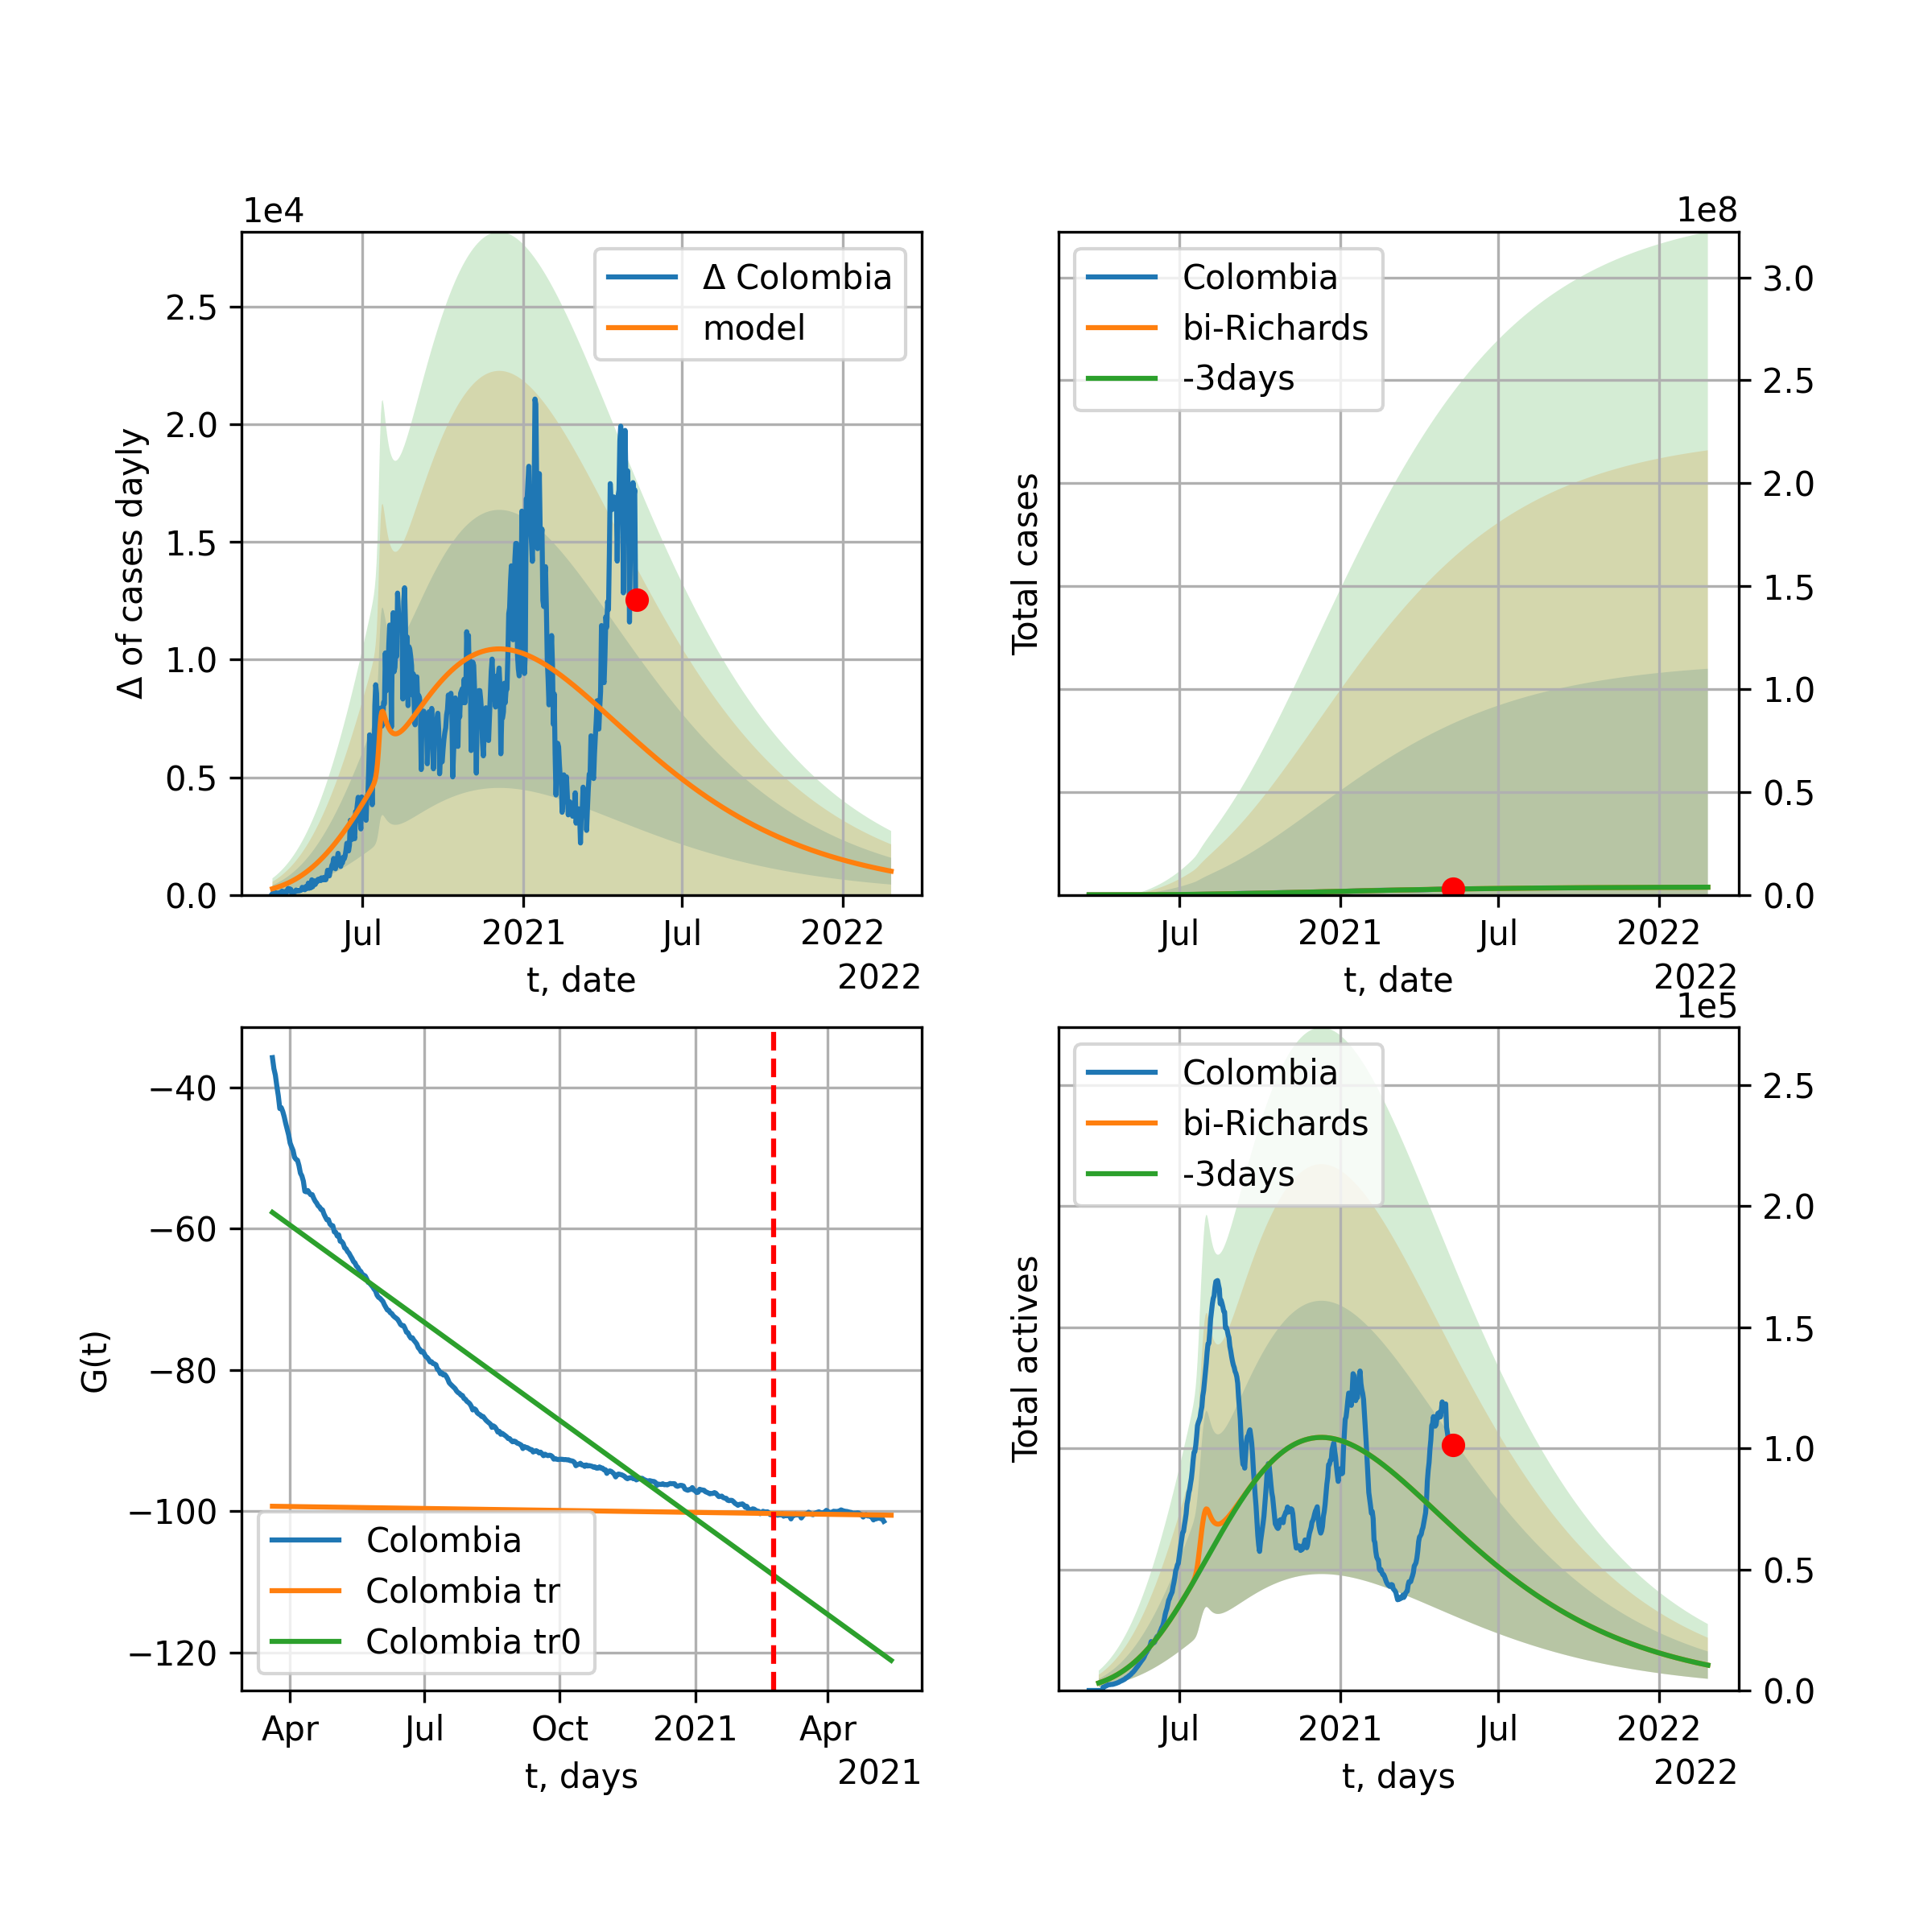 1e4
Δ of cases dayly
2.5
2.0
1.5
1.0
0.5
0.0
Δ Colombia
model
Jul 2021 Jul 2022
t, date
2022
1e8
Total cases
Colombia
bi-Richards
-3days
3.0
2.5
2.0
1.5
1.0
0.5
0.0
Jul 2021 Jul 2022
t, date
2022
G(t)
−40
−60
−80
−100
−120
Colombia
Colombia tr
Colombia tr0
Apr Jul Oct 2021 Apr
t, days
2021
1e5
Total actives
Colombia
bi-Richards
-3days
2.5
2.0
1.5
1.0
0.5
0.0
Jul 2021 Jul 2022
t, days
2022